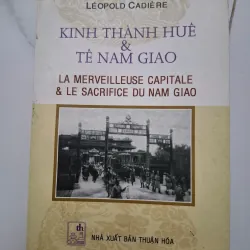 LÉOPOLD CADIÈRE
KINH THÀNH HUẾ
&
TẾ NAM GIAO
LA MERVEILLEUSE CAPITALE
& LE SACRIFICE DU NAM GIAO
NHÀ XUẤT BẢN THUẬN HÓA